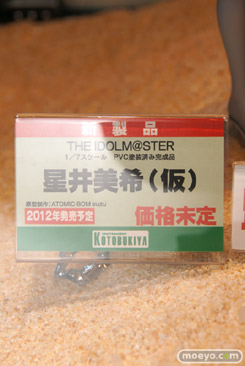 新製品
THE IDOLM@STER
1/7スケール PVC塗装済み完成品
星井美希(仮)
原型制作:ATOMIC-BOM suzu
2012年発売予定
価格未定
KOTOBUKIYA
moeyo.com